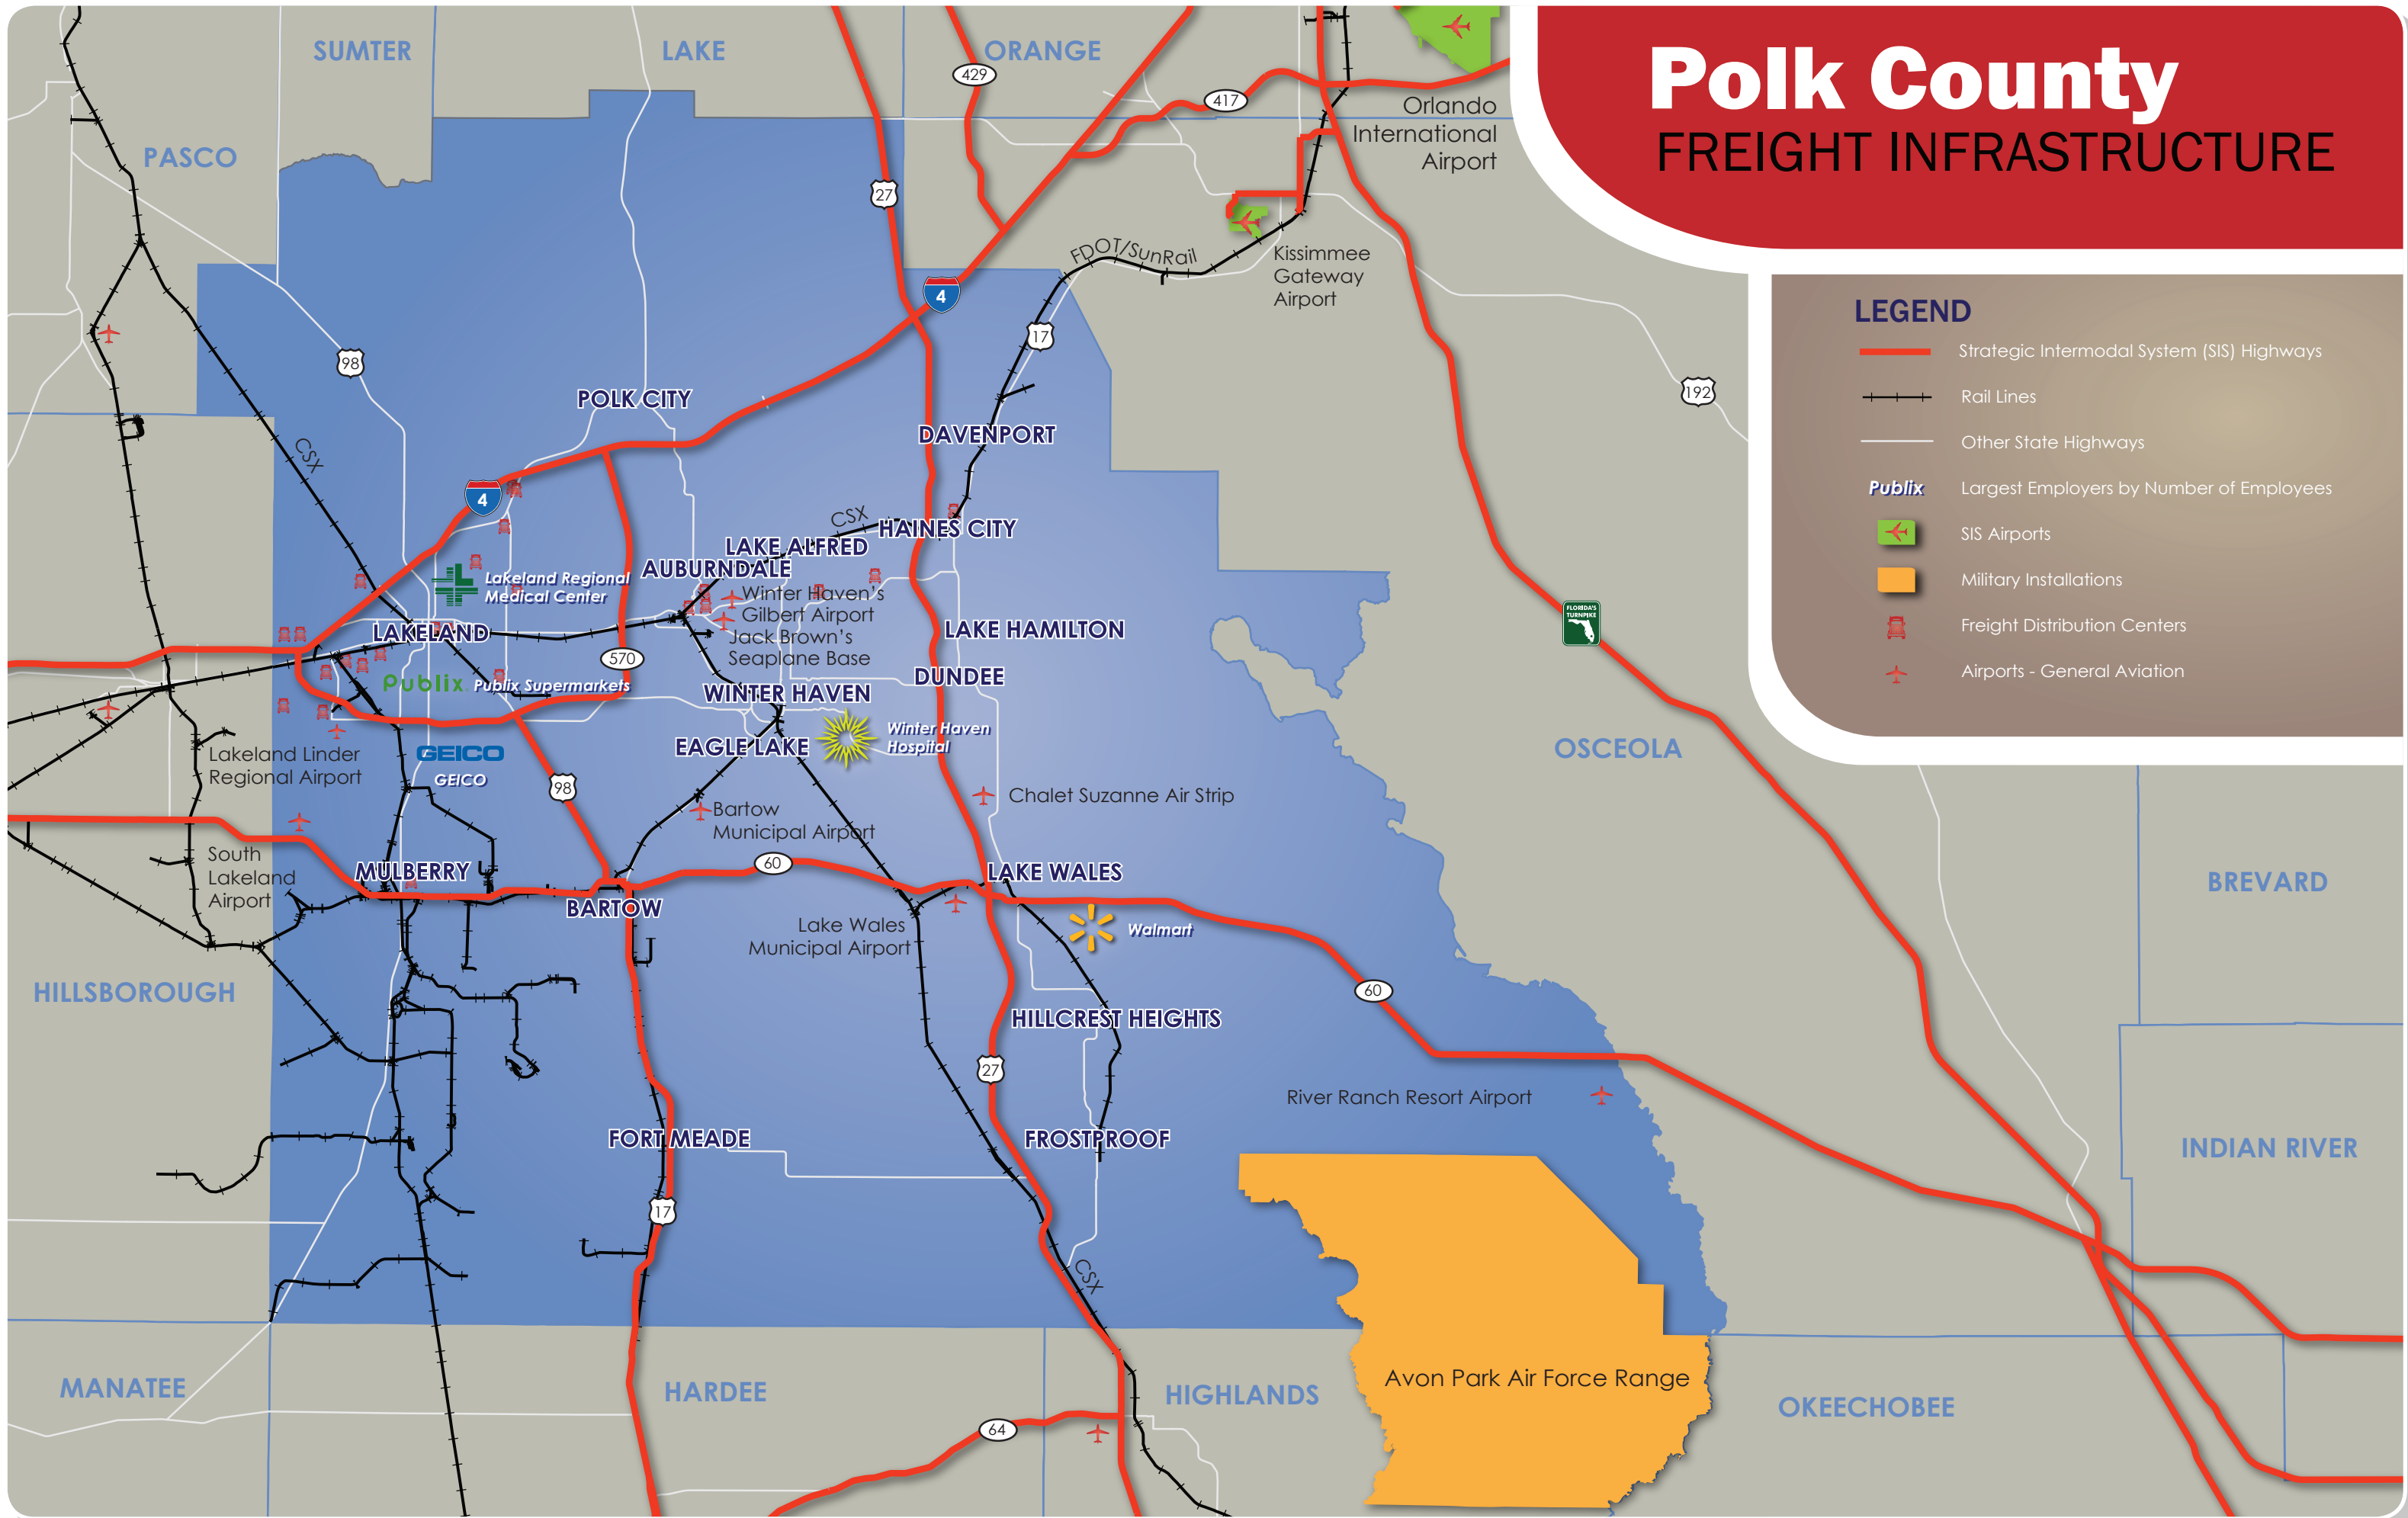 Polk County
FREIGHT INFRASTRUCTURE
SUMTER
LAKE
ORANGE
429
417
Orlando
International
Airport
PASCO
27
4
FDOT/SunRail
Kissimmee
Gateway
Airport
17
98
192
LEGEND
Strategic Intermodal System (SIS) Highways
Rail Lines
Other State Highways
Publix
Largest Employers by Number of Employees
SIS Airports
Military Installations
Freight Distribution Centers
Airports - General Aviation
POLK CITY
DAVENPORT
CSX
4
CSX
HAINES CITY
LAKE ALFRED
AUBURNDALE
Lakeland Regional
Medical Center
Winter Haven's
Gilbert Airport
Jack Brown's
Seaplane Base
LAKELAND
LAKE HAMILTON
FLORIDA'S
TURNPIKE
570
DUNDEE
Publix
Publix Supermarkets
WINTER HAVEN
Winter Haven
Hospital
EAGLE LAKE
Lakeland Linder
Regional Airport
GEICO
GEICO
98
OSCEOLA
Chalet Suzanne Air Strip
Bartow
Municipal Airport
South
Lakeland
Airport
MULBERRY
60
LAKE WALES
BREVARD
BARTOW
Lake Wales
Municipal Airport
Walmart
HILLSBOROUGH
60
HILLCREST HEIGHTS
27
River Ranch Resort Airport
FORT MEADE
FROSTPROOF
INDIAN RIVER
17
CSX
MANATEE
HARDEE
HIGHLANDS
Avon Park Air Force Range
OKEECHOBEE
64